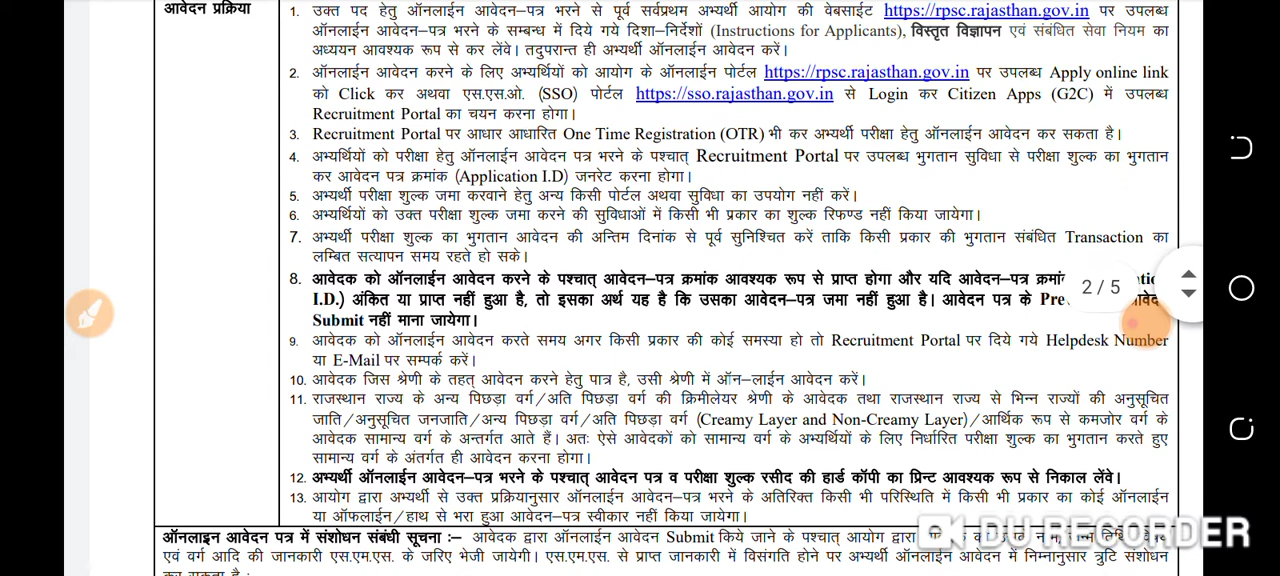 आवेदन प्रक्रिया
1. उक्त पद हेतु ऑनलाईन आवेदन-पत्र भरने से पूर्व सर्वप्रथम अभ्यर्थी आयोग की वेबसाईट https://rpsc.rajasthan.gov.in पर उपलब्ध
ऑनलाईन आवेदन-पत्र भरने के सम्बन्ध में दिये गये दिशा-निर्देशों (Instructions for Applicants), विस्तृत विज्ञापन एवं संबंधित सेवा नियम का
अध्ययन आवश्यक रूप से कर लेंवे। तदुपरान्त ही अभ्यर्थी ऑनलाईन आवेदन करें।
2. ऑनलाईन आवेदन करने के लिए अभ्यर्थियों को आयोग के ऑनलाईन पोर्टल https://rpsc.rajasthan.gov.in पर उपलब्ध Apply online link
को Click कर अथवा एस.एस.ओ. (SSO) पोर्टल https://sso.rajasthan.gov.in से Login कर Citizen Apps (G2C) में उपलब्ध
Recruitment Portal का चयन करना होगा।
3. Recruitment Portal पर आधार आधारित One Time Registration (OTR) भी कर अभ्यर्थी परीक्षा हेतु ऑनलाईन आवेदन कर सकता है।
4. अभ्यर्थियों को परीक्षा हेतु ऑनलाईन आवेदन पत्र भरने के पश्चात् Recruitment Portal पर उपलब्ध भुगतान सुविधा से परीक्षा शुल्क का भुगतान
कर आवेदन पत्र क्रमांक (Application I.D) जनरेट करना होगा।
5. अभ्यर्थी परीक्षा शुल्क जमा करवाने हेतु अन्य किसी पोर्टल अथवा सुविधा का उपयोग नहीं करें।
6. अभ्यर्थियों को उक्त परीक्षा शुल्क जमा करने की सुविधाओं में किसी भी प्रकार का शुल्क रिफण्ड नहीं किया जायेगा।
7. अभ्यर्थी परीक्षा शुल्क का भुगतान आवेदन की अन्तिम दिनांक से पूर्व सुनिश्चित करें ताकि किसी प्रकार की भुगतान संबंधित Transaction का
लम्बित सत्यापन समय रहते हो सके।
8. आवेदक को ऑनलाईन आवेदन करने के पश्चात् आवेदन-पत्र क्रमांक आवश्यक रूप से प्राप्त होगा और यदि आवेदन-पत्र
I.D.) अंकित या प्राप्त नहीं हुआ है, तो इसका अर्थ यह है कि उसका आवेदन-पत्र जमा नहीं हुआ है। आवेदन पत्र के
2 / 5
Submit नहीं माना जायेगा।
9. आवेदक को ऑनलाईन आवेदन करते समय अगर किसी प्रकार की कोई समस्या हो तो Recruitment Portal पर दिये गये Helpdesk Number
या E-Mail पर सम्पर्क करें।
10. आवेदक जिस श्रेणी के तहत् आवेदन करने हेतु पात्र है, उसी श्रेणी में ऑन-लाईन आवेदन करें।
11. राजस्थान राज्य के अन्य पिछड़ा वर्ग/अति पिछड़ा वर्ग की क्रिमीलेयर श्रेणी के आवेदक तथा राजस्थान राज्य से भिन्न राज्यों की अनुसूचित
जाति/अनुसूचित जनजाति/अन्य पिछड़ा वर्ग/अति पिछड़ा वर्ग (Creamy Layer and Non-Creamy Layer)/आर्थिक रूप से कमजोर वर्ग के
आवेदक सामान्य वर्ग के अन्तर्गत आते हैं। अतः ऐसे आवेदकों को सामान्य वर्ग के अभ्यर्थियों के लिए निर्धारित परीक्षा शुल्क का भुगतान करते हुए
सामान्य वर्ग के अंतर्गत ही आवेदन करना होगा।
12. अभ्यर्थी ऑनलाईन आवेदन-पत्र भरने के पश्चात् आवेदन पत्र व परीक्षा शुल्क रसीद की हार्ड कॉपी का प्रिन्ट आवश्यक रूप से निकाल लेंवे।
13. आयोग द्वारा अभ्यर्थी से उक्त प्रक्रियानुसार ऑनलाईन आवेदन-पत्र भरने के अतिरिक्त किसी भी परिस्थिति में किसी भी प्रकार का कोई ऑनलाईन
या ऑफलाईन/हाथ से भरा हुआ आवेदन-पत्र स्वीकार नहीं किया जायेगा।
ऑनलाइन आवेदन पत्र में संशोधन संबंधी सूचना :– आवेदक द्वारा ऑनलाईन आवेदन Submit किये जाने के पश्चात् आयोग द्वारा
DU RECORDER
एवं वर्ग आदि की जानकारी एस.एम.एस. के जरिए भेजी जायेगी। एस.एम.एस. से प्राप्त जानकारी में विसंगति होने पर अभ्यर्थी ऑनलाईन आवेदन में निम्नानुसार त्रुटि संशोधन